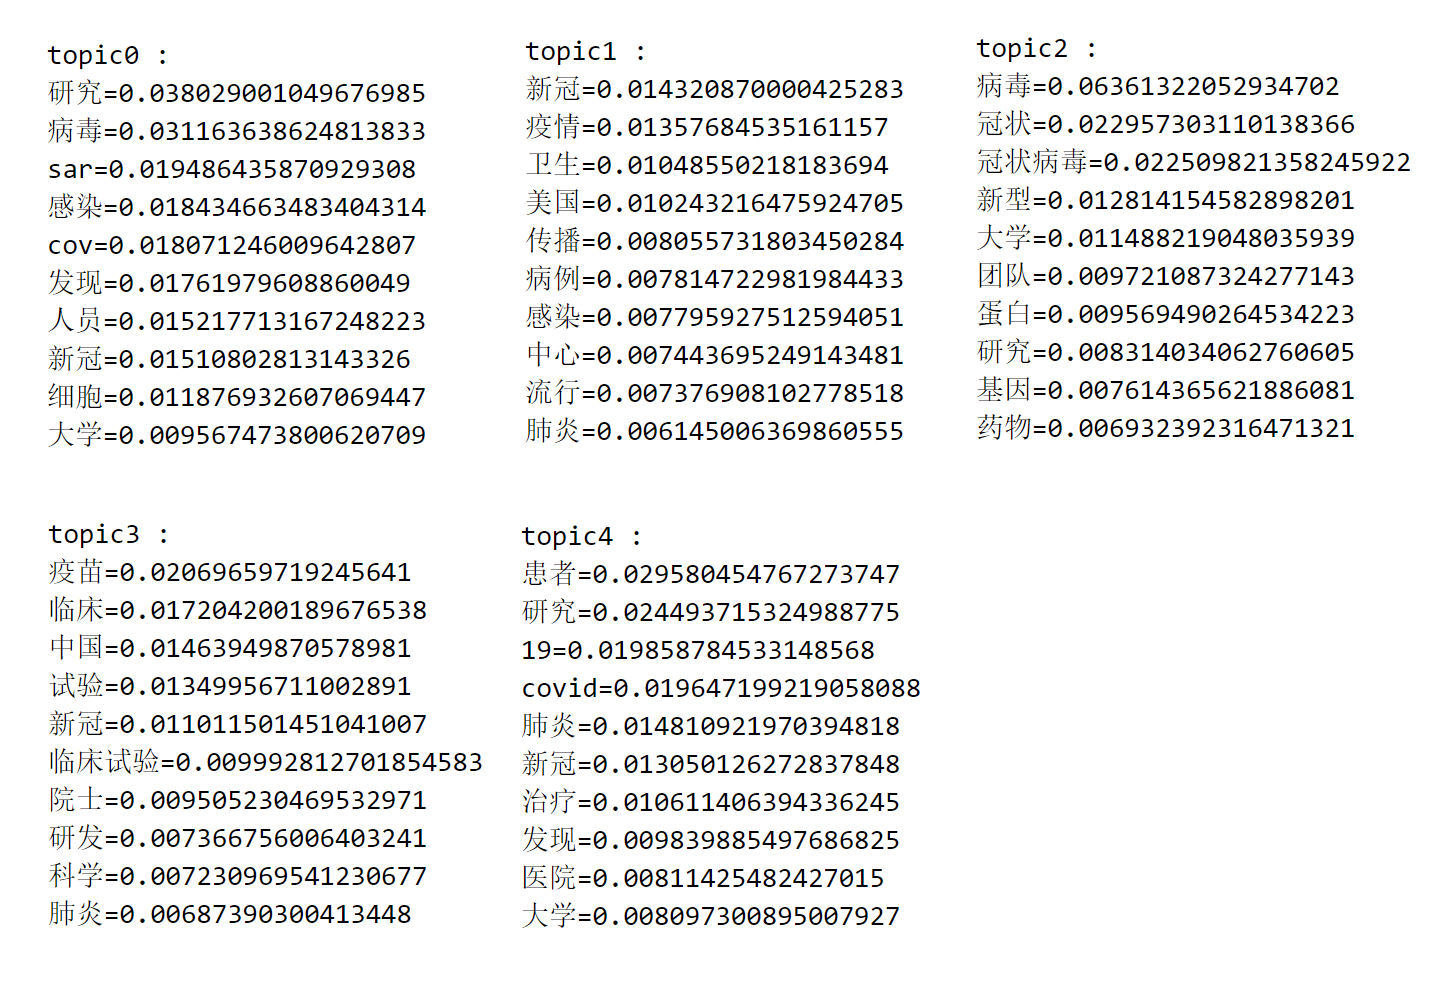 topic0 :
研究=0.038029001049676985
病毒=0.031163638624813833
sar=0.019486435870929308
感染=0.018434663483404314
cov=0.018071246009642807
发现=0.01761979608860049
人员=0.015217713167248223
新冠=0.01510802813143326
细胞=0.011876932607069447
大学=0.009567473800620709
topic1 :
新冠=0.014320870000425283
疫情=0.01357684535161157
卫生=0.01048550218183694
美国=0.010243216475924705
传播=0.008055731803450284
病例=0.007814722981984433
感染=0.007795927512594051
中心=0.007443695249143481
流行=0.007376908102778518
肺炎=0.006145006369860555
topic2 :
病毒=0.06361322052934702
冠状=0.022957303110138366
冠状病毒=0.022509821358245922
新型=0.012814154582898201
大学=0.011488219048035939
团队=0.009721087324277143
蛋白=0.009569490264534223
研究=0.008314034062760605
基因=0.007614365621886081
药物=0.006932392316471321
topic3 :
疫苗=0.02069659719245641
临床=0.017204200189676538
中国=0.01463949870578981
试验=0.01349956711002891
新冠=0.011011501451041007
临床试验=0.009992812701854583
院士=0.009505230469532971
研发=0.007366756006403241
科学=0.007230969541230677
肺炎=0.00687390300413448
topic4 :
患者=0.029580454767273747
研究=0.024493715324988775
19=0.019858784533148568
covid=0.019647199219058088
肺炎=0.014810921970394818
新冠=0.013050126272837848
治疗=0.010611406394336245
发现=0.009839885497686825
医院=0.00811425482427015
大学=0.008097300895007927